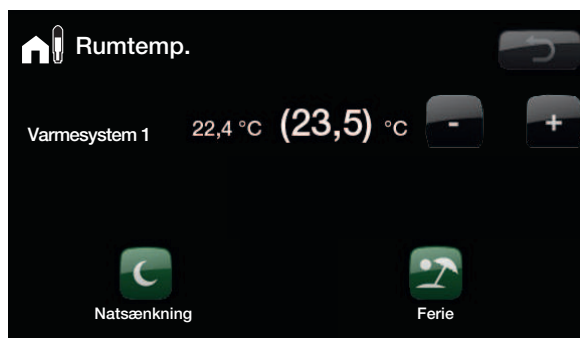 Rumtemp.
Varmesystem 1 22,4 °C (23,5) °C - +
Natsænkning Ferie